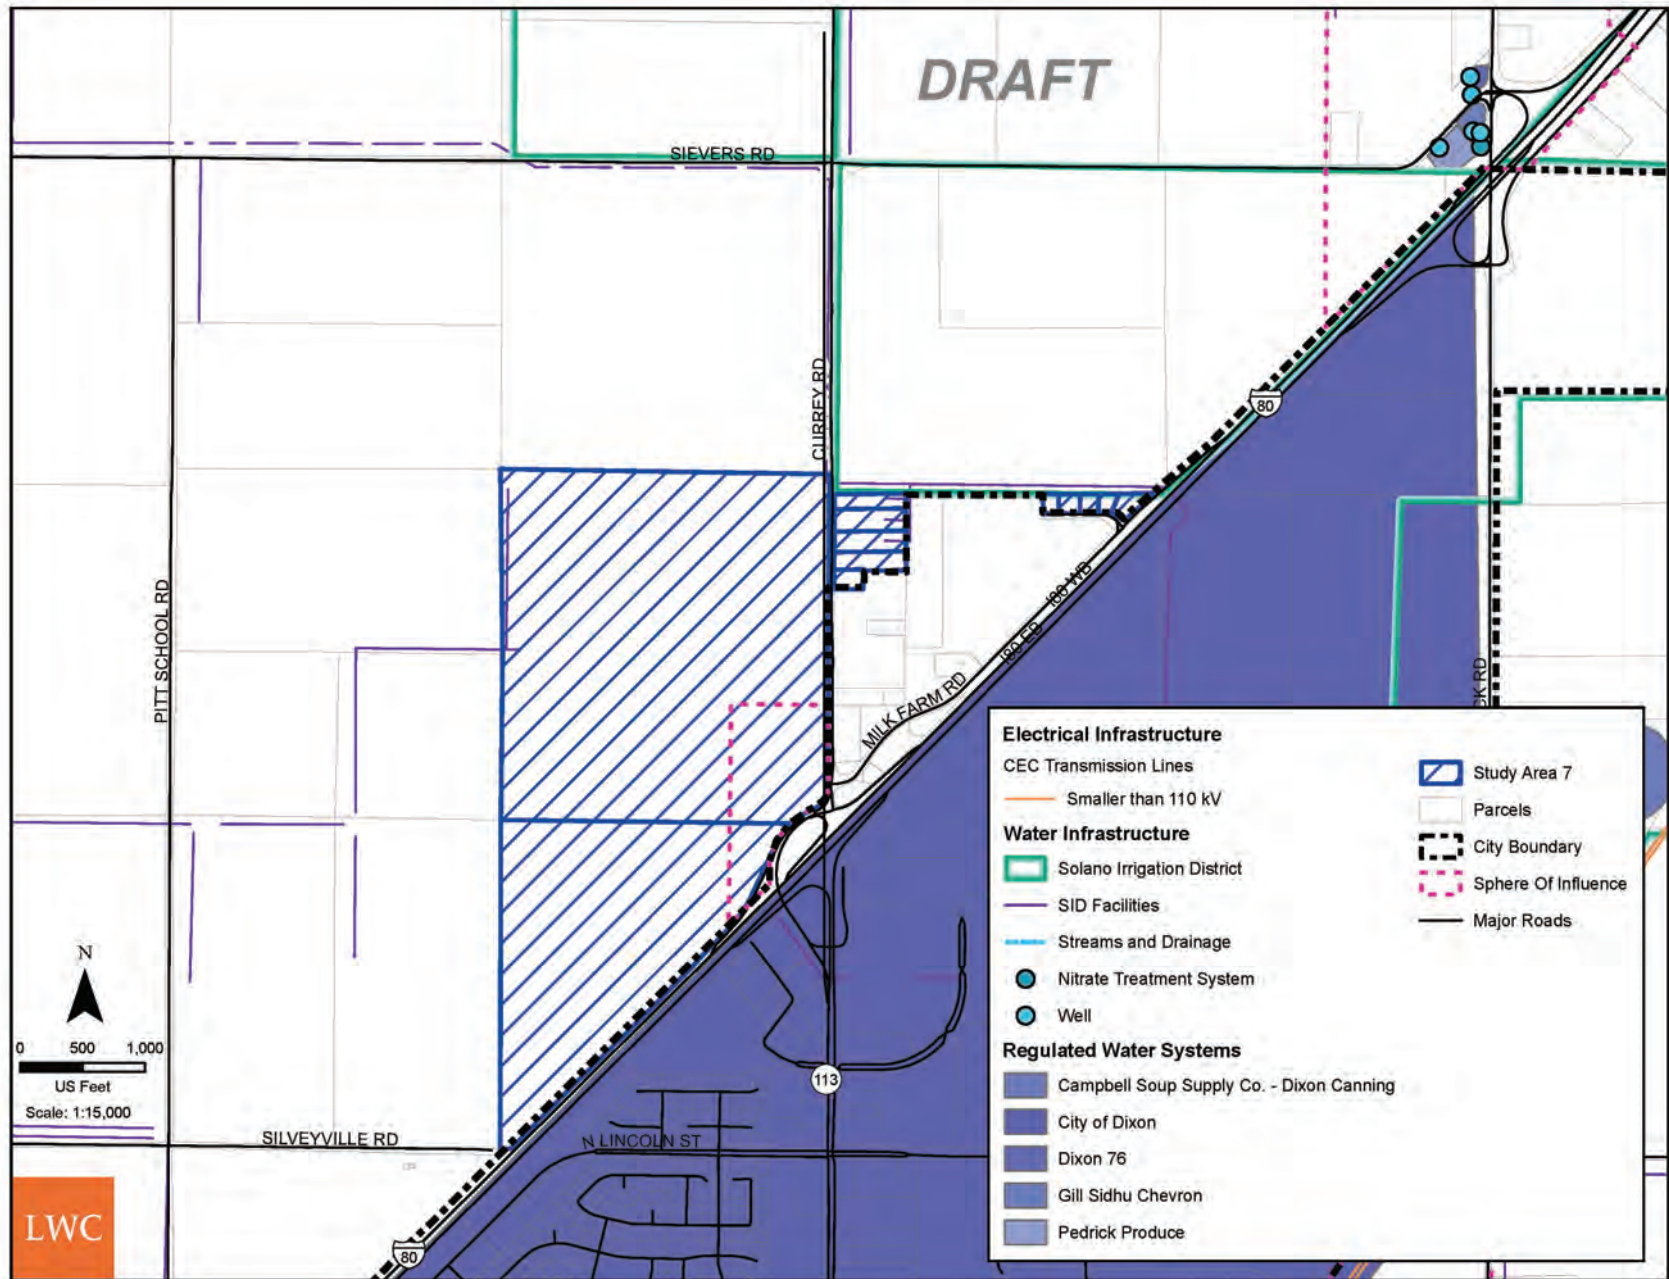 DRAFT
SIEVERS RD
CURREY RD
80
PITT SCHOOL RD
I80 WB
I80 EB
MILK FARM RD
CK RD
Electrical Infrastructure
CEC Transmission Lines
Smaller than 110 kV
Water Infrastructure
Solano Irrigation District
SID Facilities
Streams and Drainage
Nitrate Treatment System
Well
Regulated Water Systems
Campbell Soup Supply Co. - Dixon Canning
City of Dixon
Dixon 76
Gill Sidhu Chevron
Pedrick Produce
Study Area 7
Parcels
City Boundary
Sphere Of Influence
Major Roads
N
0 500 1,000
US Feet
Scale: 1:15,000
113
SILVEYVILLE RD
N LINCOLN ST
LWC
80